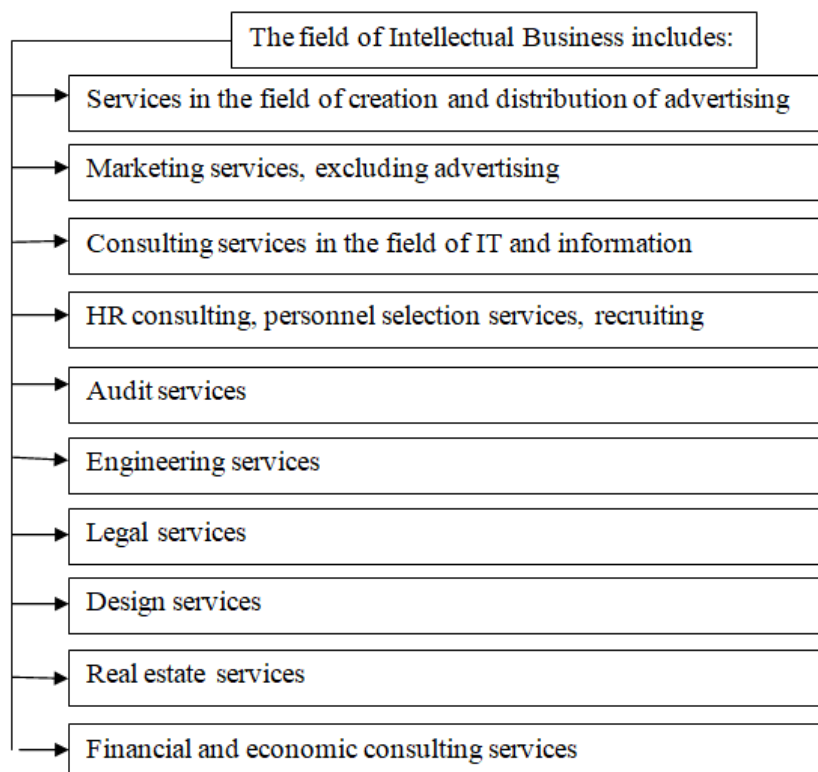 The field of Intellectual Business includes:
Services in the field of creation and distribution of advertising
Marketing services, excluding advertising
Consulting services in the field of IT and information
HR consulting, personnel selection services, recruiting
Audit services
Engineering services
Legal services
Design services
Real estate services
Financial and economic consulting services